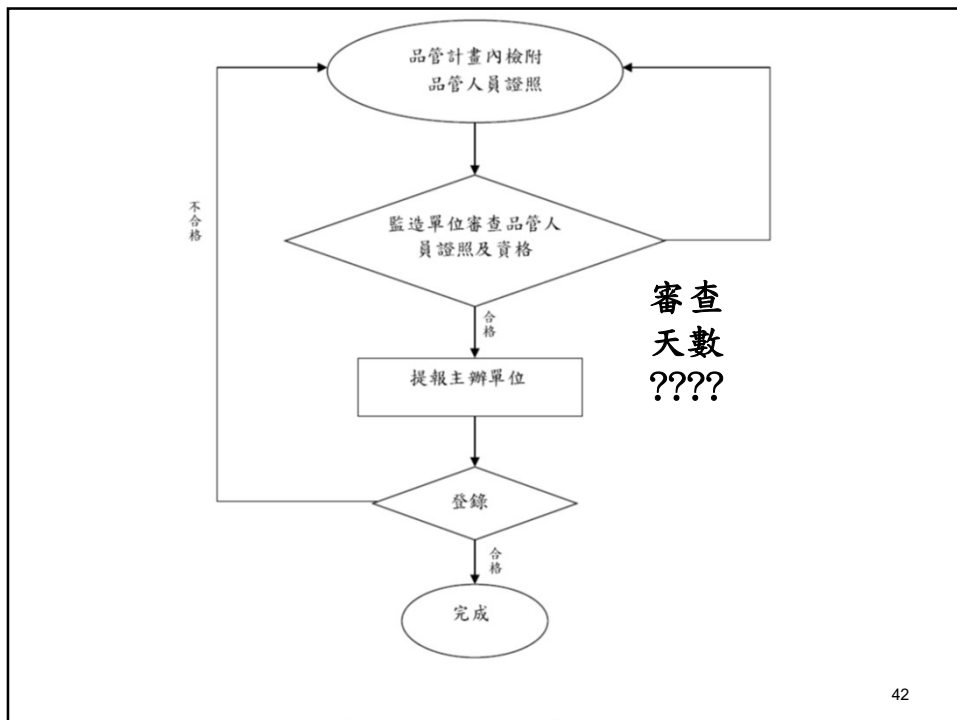 品管計畫內檢附
品管人員證照
不合格
監造單位審查品管人
員證照及資格
審查
天數
????
合格
提報主辦單位
登錄
合格
完成
42